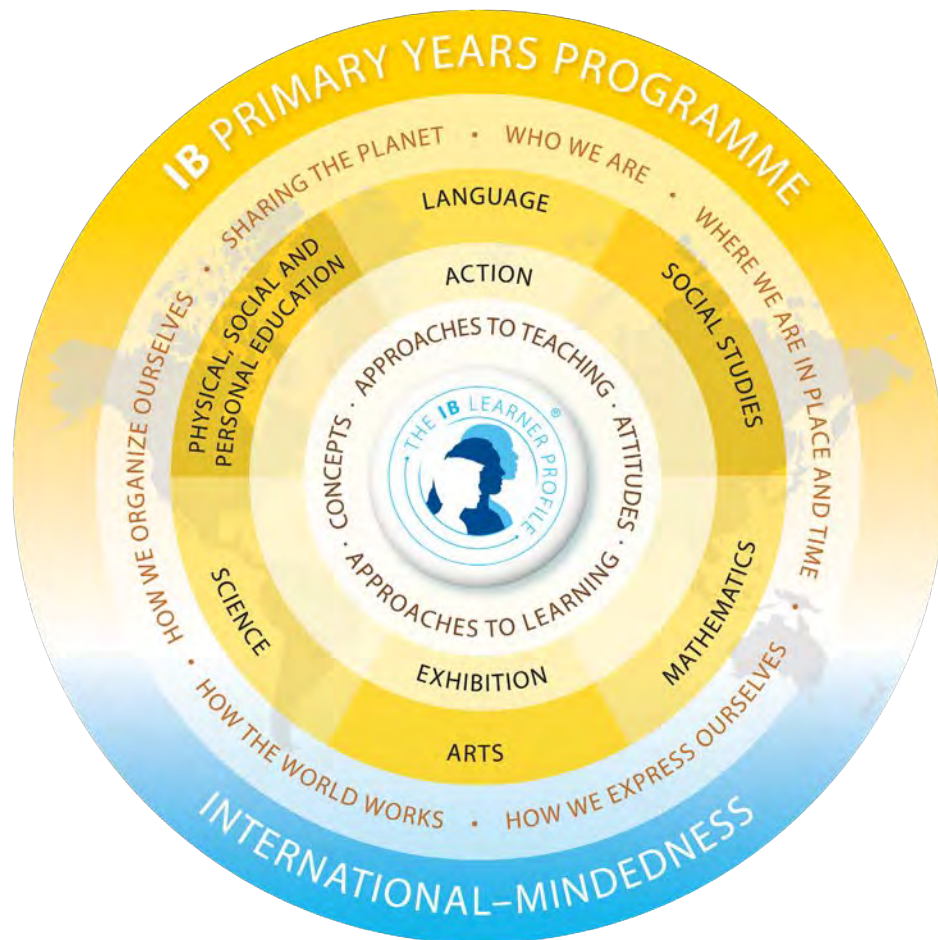 IB PRIMARY YEARS PROGRAMME
SHARING THE PLANET • WHO WE ARE • WHERE WE ARE IN PLACE AND TIME • HOW WE EXPRESS OURSELVES • HOW THE WORLD WORKS • HOW WE ORGANIZE OURSELVES •
LANGUAGE
SOCIAL STUDIES
MATHEMATICS
ARTS
SCIENCE
PHYSICAL, SOCIAL AND
PERSONAL EDUCATION
ACTION
EXHIBITION
APPROACHES TO TEACHING · ATTITUDES · APPROACHES TO LEARNING · CONCEPTS ·
THE IB LEARNER PROFILE ®
INTERNATIONAL–MINDEDNESS